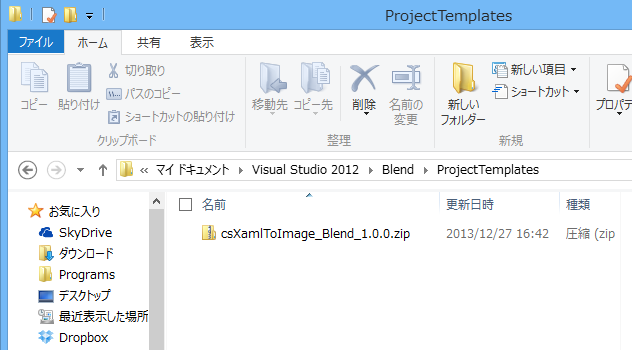 ProjectTemplates
ファイル ホーム 共有 表示
コピー 貼り付け 切り取り パスのコピー ショートカットの貼り付け 移動先 コピー先 削除 名前の変更 新しいフォルダー 新しい項目 ショートカット プロパテ
クリップボード 整理 新規
« マイ ドキュメント Visual Studio 2012 Blend ProjectTemplates
名前 更新日時 種類
お気に入り
csXamlToImage_Blend_1.0.0.zip 2013/12/27 16:42 圧縮 (zip
SkyDrive
ダウンロード
Programs
デスクトップ
最近表示した場所
Dropbox